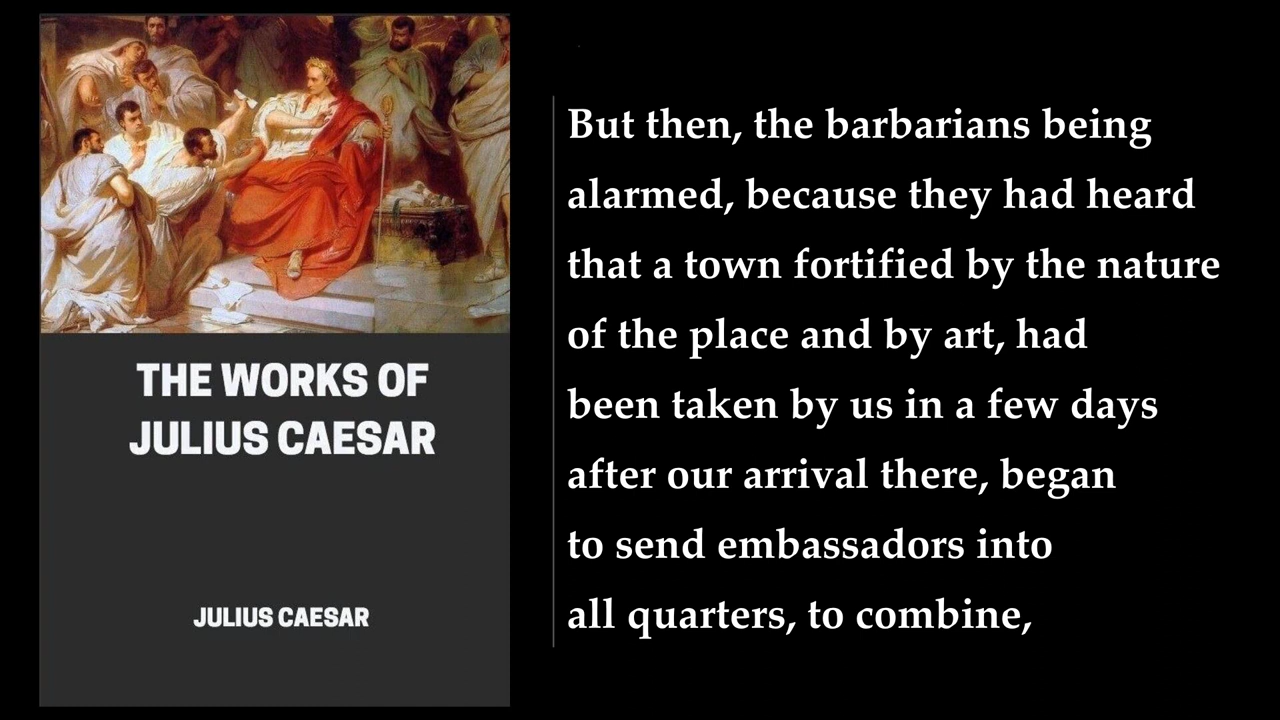 THE WORKS OF
JULIUS CAESAR
JULIUS CAESAR
But then, the barbarians being
alarmed, because they had heard
that a town fortified by the nature
of the place and by art, had
been taken by us in a few days
after our arrival there, began
to send embassadors into
all quarters, to combine,